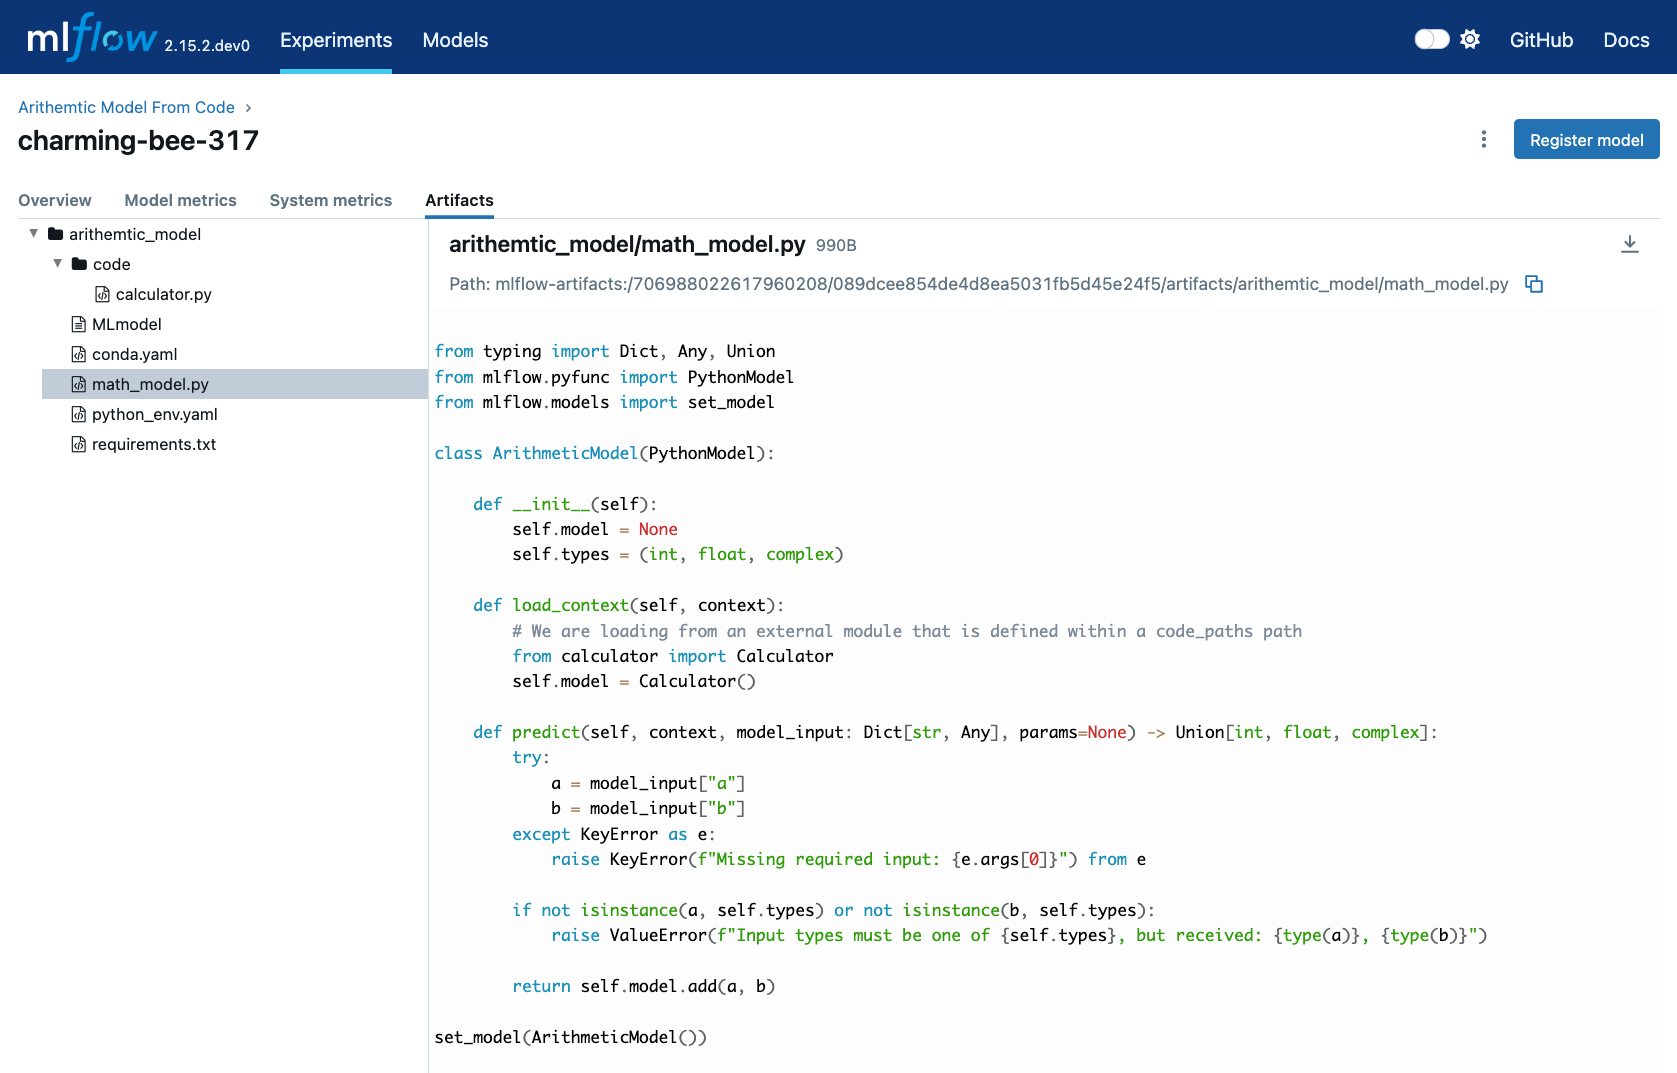 mlflow 2.15.2.dev0 Experiments Models GitHub Docs
Arithemtic Model From Code
charming-bee-317
Register model
Overview Model metrics System metrics Artifacts
arithemtic_model
code
calculator.py
MLmodel
conda.yaml
math_model.py
python_env.yaml
requirements.txt
arithemtic_model/math_model.py 990B
Path: mlflow-artifacts:/706988022617960208/089dcee854de4d8ea5031fb5d45e24f5/artifacts/arithemtic_model/math_model.py
from typing import Dict, Any, Union
from mlflow.pyfunc import PythonModel
from mlflow.models import set_model
class ArithmeticModel(PythonModel):
    def __init__(self):
        self.model = None
        self.types = (int, float, complex)
    def load_context(self, context):
        # We are loading from an external module that is defined within a code_paths path
        from calculator import Calculator
        self.model = Calculator()
    def predict(self, context, model_input: Dict[str, Any], params=None) -> Union[int, float, complex]:
        try:
            a = model_input["a"]
            b = model_input["b"]
        except KeyError as e:
            raise KeyError(f"Missing required input: {e.args[0]}") from e
        if not isinstance(a, self.types) or not isinstance(b, self.types):
            raise ValueError(f"Input types must be one of {self.types}, but received: {type(a)}, {type(b)}")
        return self.model.add(a, b)
set_model(ArithmeticModel())